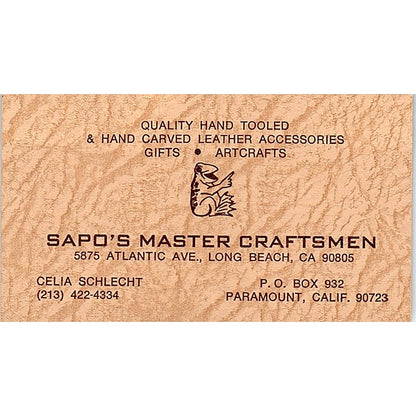 QUALITY HAND TOOLED
& HAND CARVED LEATHER ACCESSORIES
GIFTS • ARTCRAFTS
SAPO'S MASTER CRAFTSMEN
5875 ATLANTIC AVE., LONG BEACH, CA 90805
CELIA SCHLECHT
(213) 422-4334
P. O. BOX 932
PARAMOUNT, CALIF. 90723